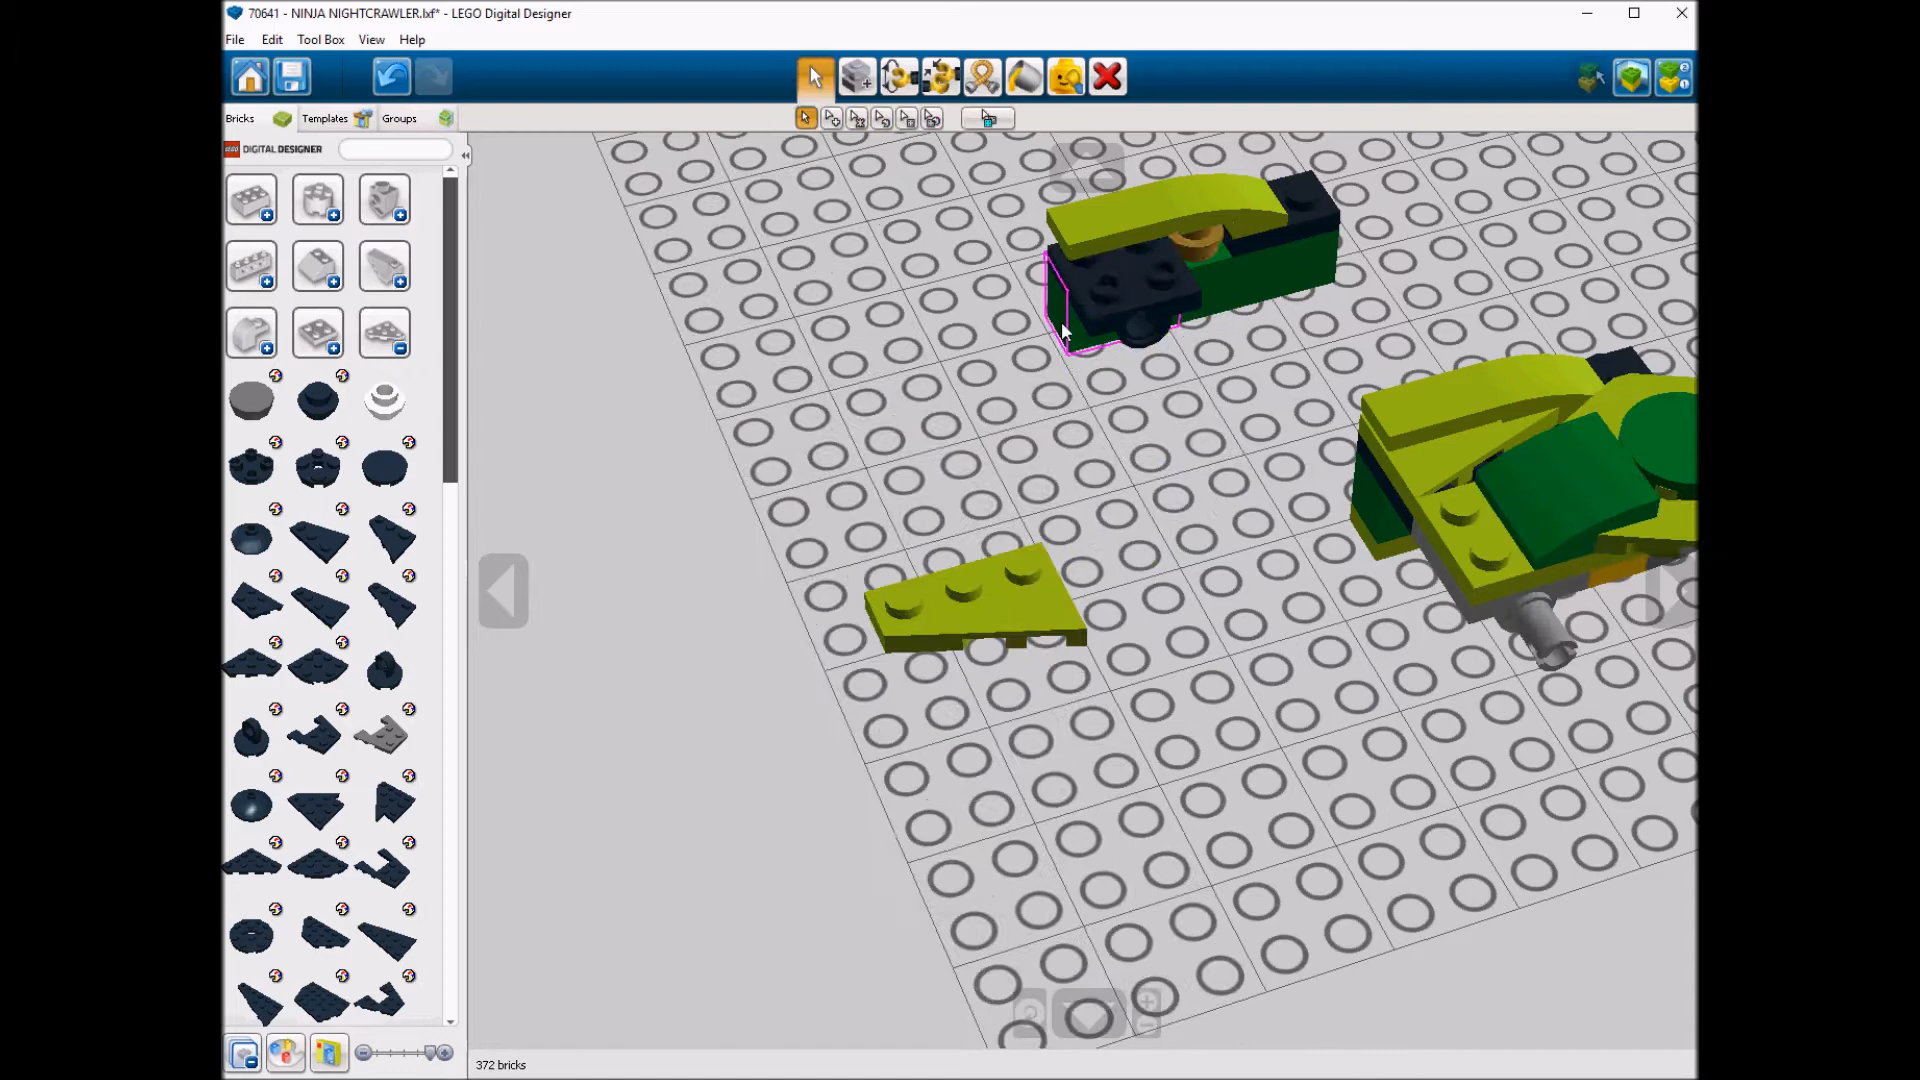 70641 - NINJA NIGHTCRAWLER.lxf* - LEGO Digital Designer
File Edit Tool Box View Help
Bricks Templates Groups
LEGO DIGITAL DESIGNER
372 bricks